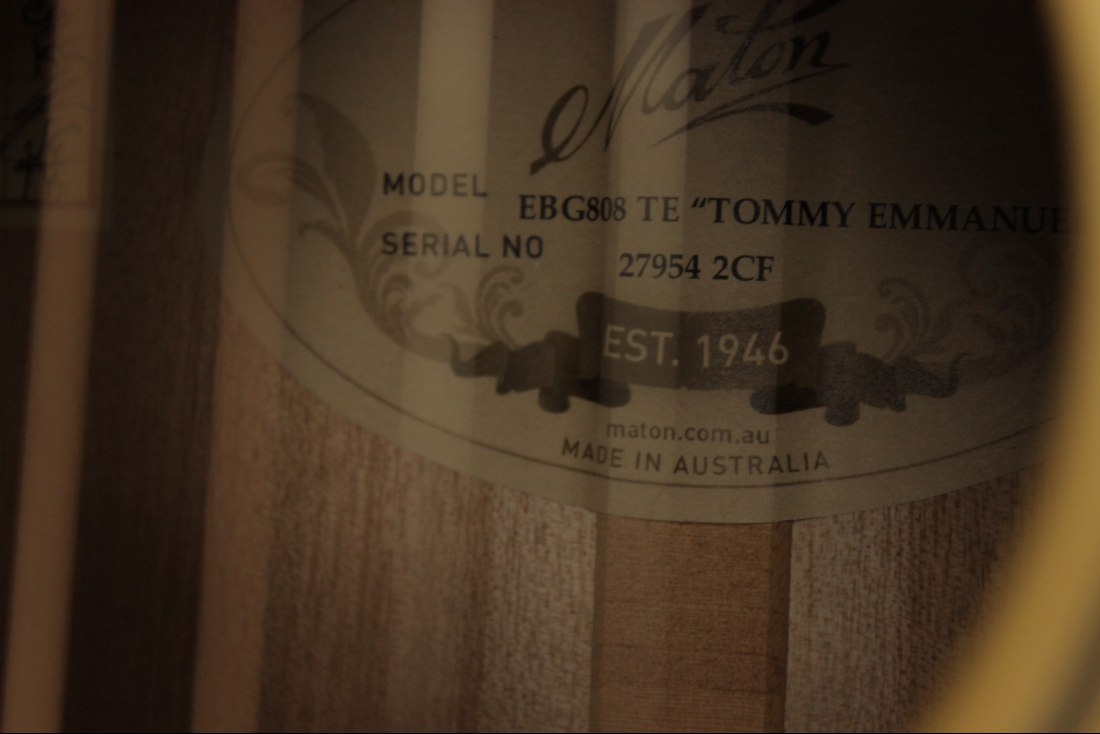 Maton
MODEL EBG808 TE “TOMMY EMMANUE
SERIAL NO 27954 2CF
EST. 1946
maton.com.au
MADE IN AUSTRALIA